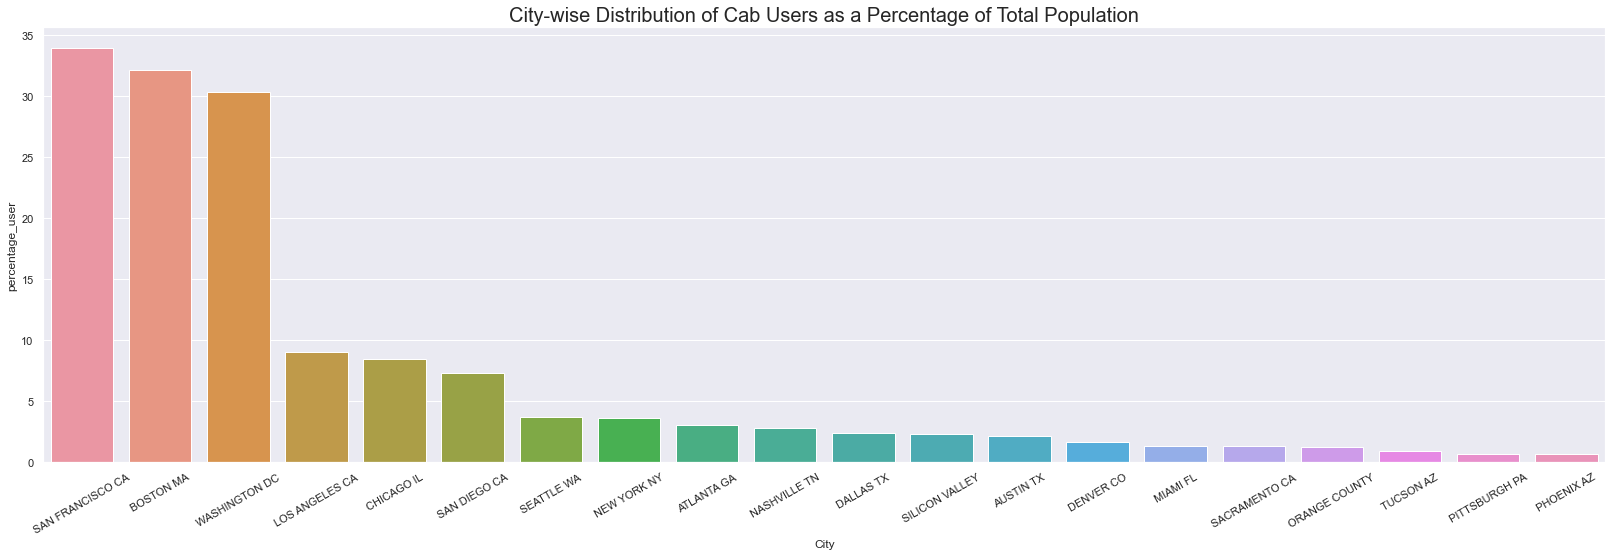 City-wise Distribution of Cab Users as a Percentage of Total Population
35
30
25
20
15
10
5
0
percentage_user
SAN FRANCISCO CA
BOSTON MA
WASHINGTON DC
LOS ANGELES CA
CHICAGO IL
SAN DIEGO CA
SEATTLE WA
NEW YORK NY
ATLANTA GA
NASHVILLE TN
DALLAS TX
SILICON VALLEY
AUSTIN TX
DENVER CO
MIAMI FL
SACRAMENTO CA
ORANGE COUNTY
TUCSON AZ
PITTSBURGH PA
PHOENIX AZ
City